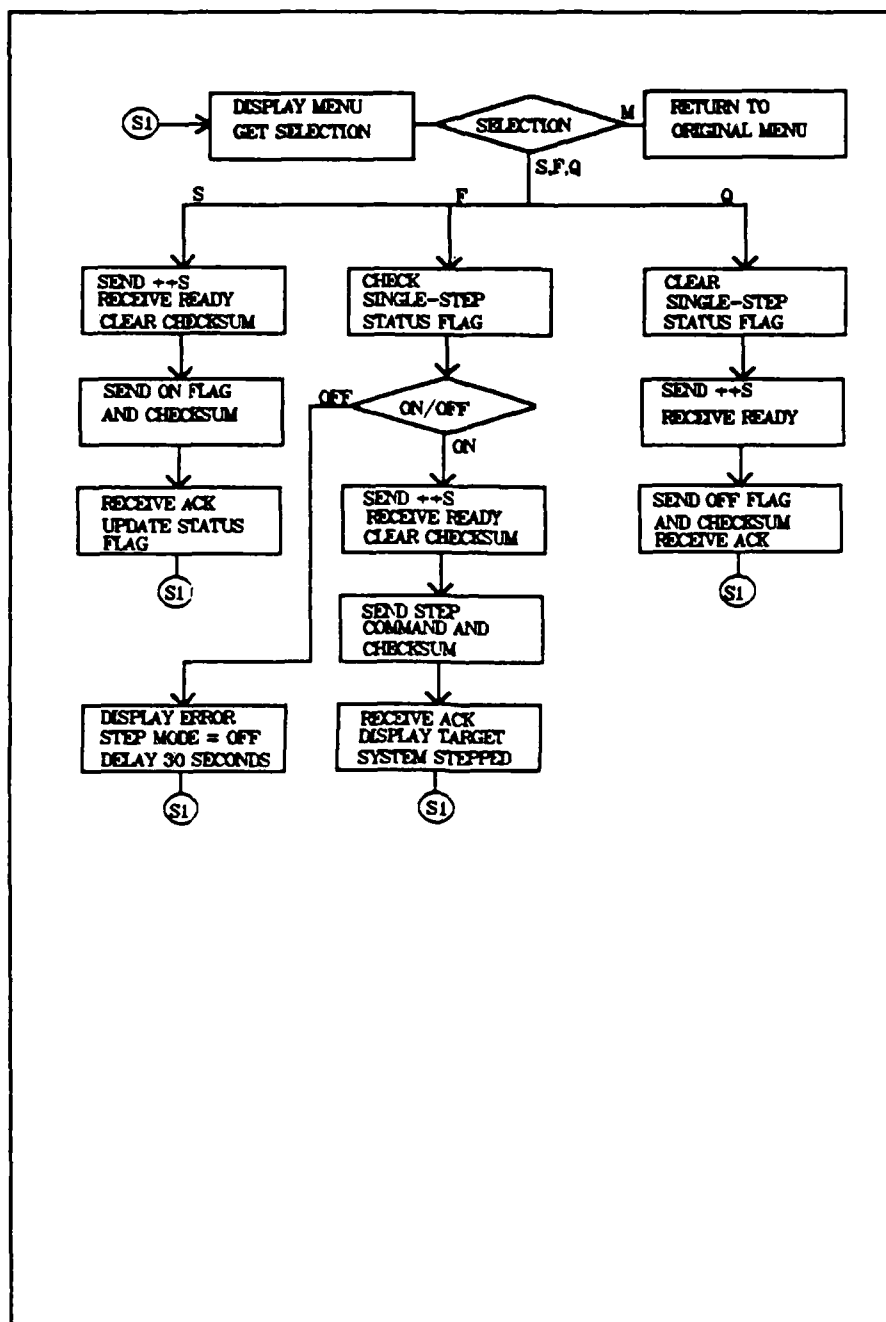 S1
DISPLAY MENU
GET SELECTION
SELECTION
M
RETURN TO
ORIGINAL MENU
S,F,Q
S
F
Q
SEND ++S
RECEIVE READY
CLEAR CHECKSUM
CHECK
SINGLE-STEP
STATUS FLAG
CLEAR
SINGLE-STEP
STATUS FLAG
SEND ON FLAG
AND CHECKSUM
OFF
ON/OFF
ON
SEND ++S
RECEIVE READY
RECEIVE ACK
UPDATE STATUS
FLAG
S1
SEND ++S
RECEIVE READY
CLEAR CHECKSUM
SEND OFF FLAG
AND CHECKSUM
RECEIVE ACK
S1
SEND STEP
COMMAND AND
CHECKSUM
DISPLAY ERROR
STEP MODE = OFF
DELAY 30 SECONDS
S1
RECEIVE ACK
DISPLAY TARGET
SYSTEM STEPPED
S1